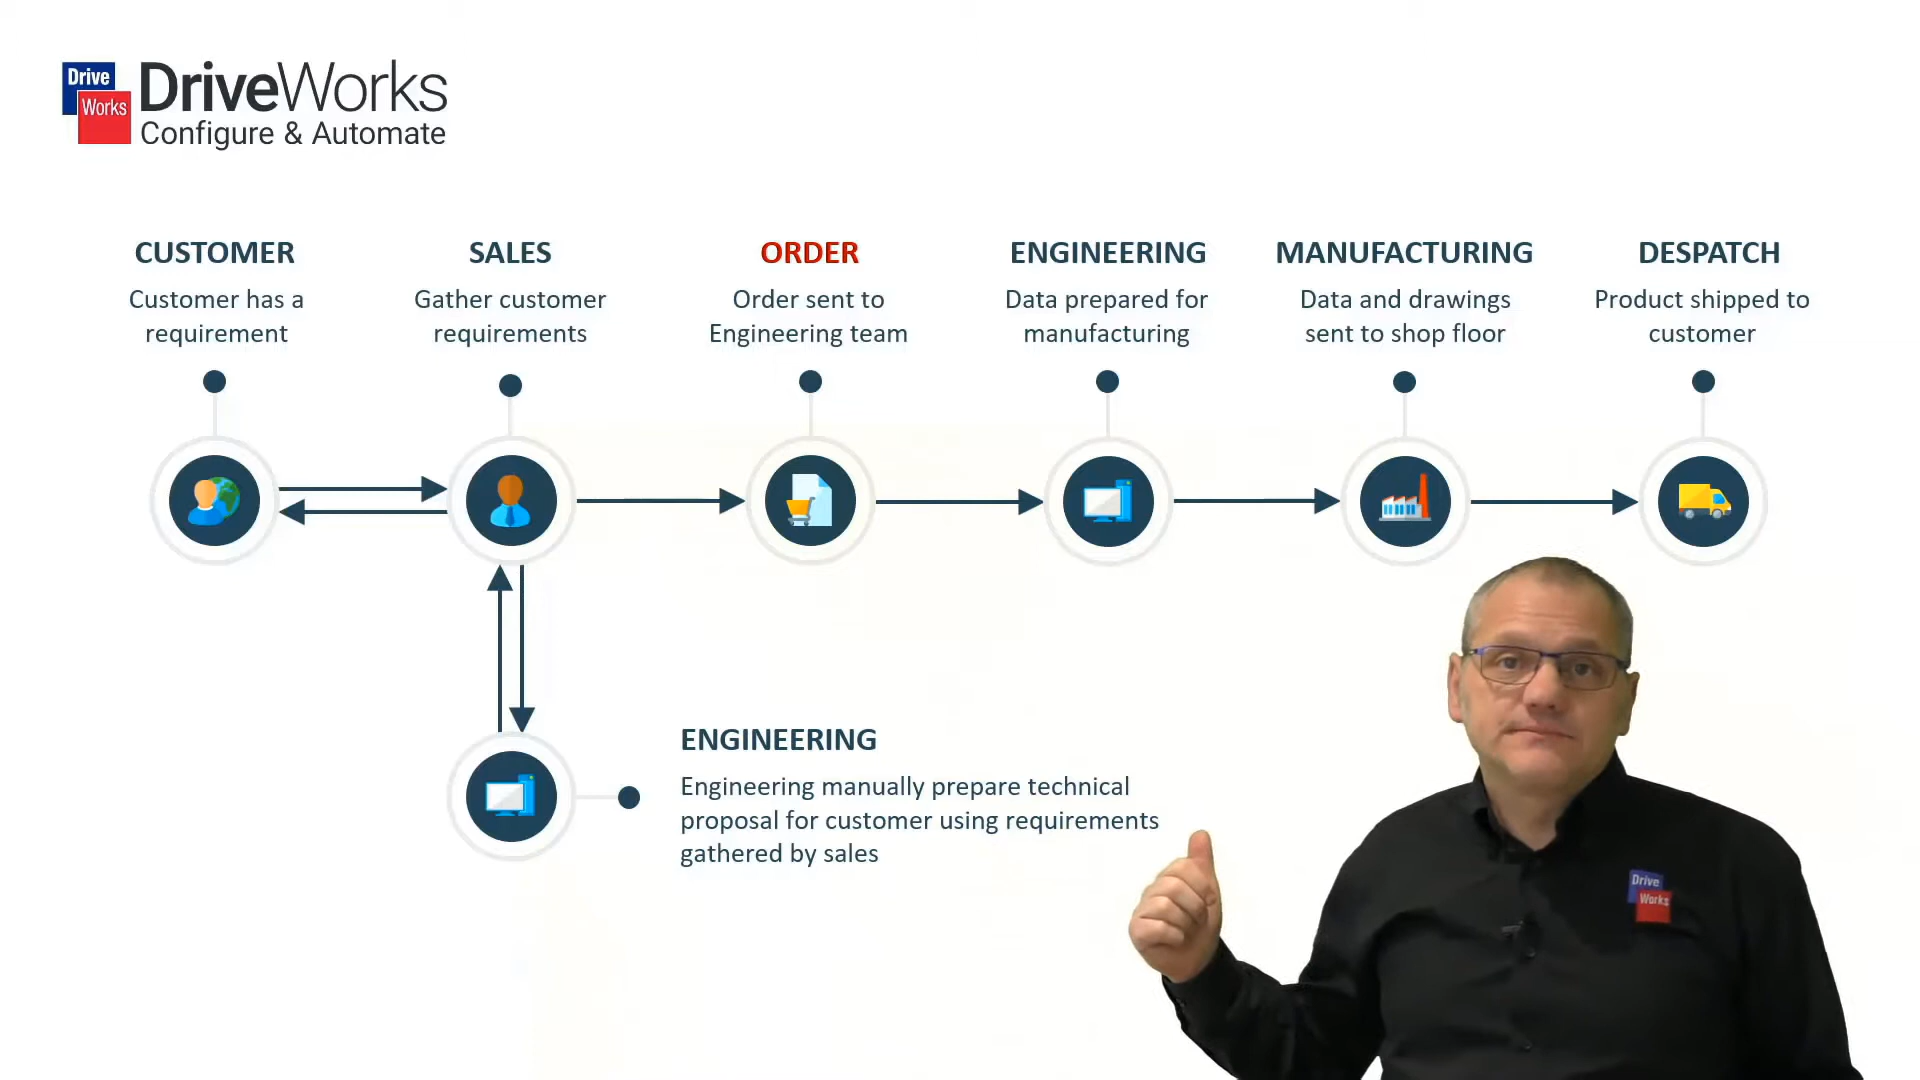 Drive
Works
DriveWorks
Configure & Automate
CUSTOMER
Customer has a
requirement
SALES
Gather customer
requirements
ORDER
Order sent to
Engineering team
ENGINEERING
Data prepared for
manufacturing
MANUFACTURING
Data and drawings
sent to shop floor
DESPATCH
Product shipped to
customer
ENGINEERING
Engineering manually prepare technical
proposal for customer using requirements
gathered by sales
Drive
Works